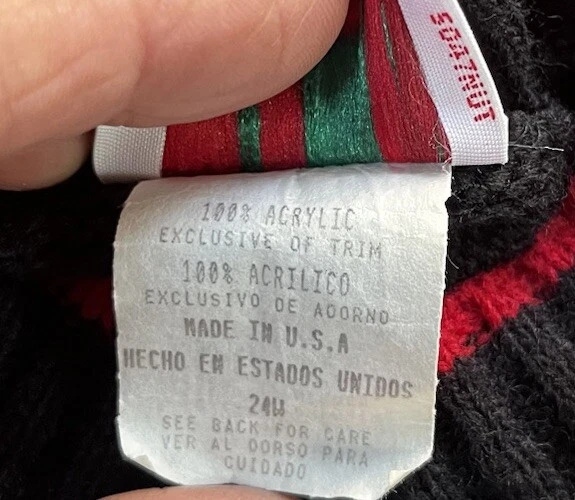 100% ACRYLIC
EXCLUSIVE OF TRIM
100% ACRILICO
EXCLUSIVO DE ADORNO
MADE IN U.S.A
HECHO EN ESTADOS UNIDOS
24W
SEE BACK FOR CARE
VER AL DORSO PARA
CUIDADO